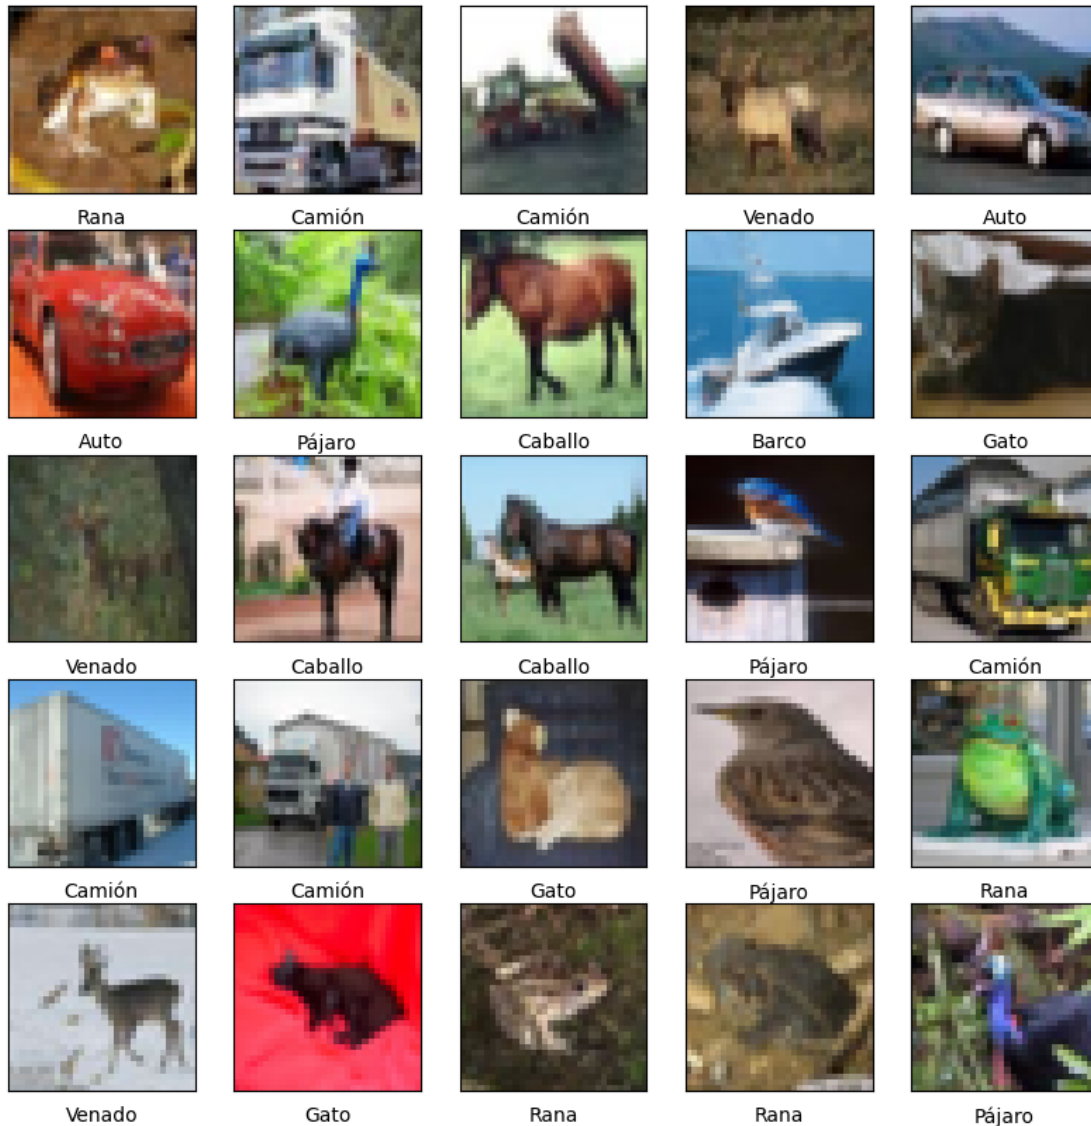 Rana Camión Camión Venado Auto
Auto Pájaro Caballo Barco Gato
Venado Caballo Caballo Pájaro Camión
Camión Camión Gato Pájaro Rana
Venado Gato Rana Rana Pájaro